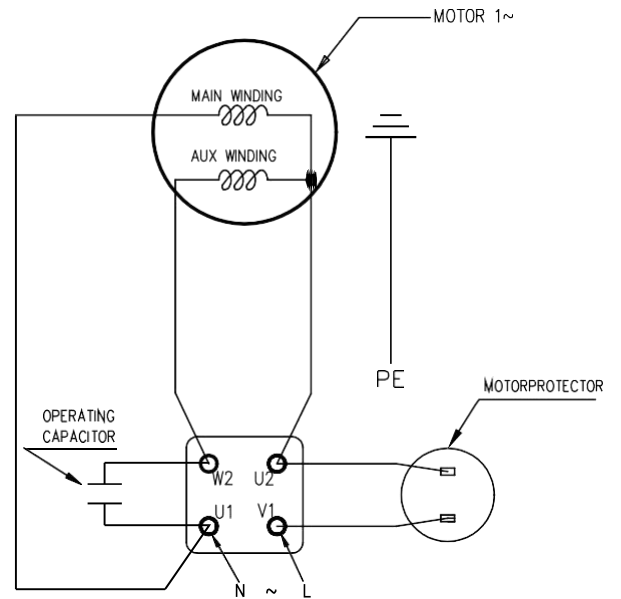 MOTOR 1~
MAIN WINDING
AUX WINDING
PE
MOTORPROTECTOR
OPERATING
CAPACITOR
W2 U2
U1 V1
N ~ L